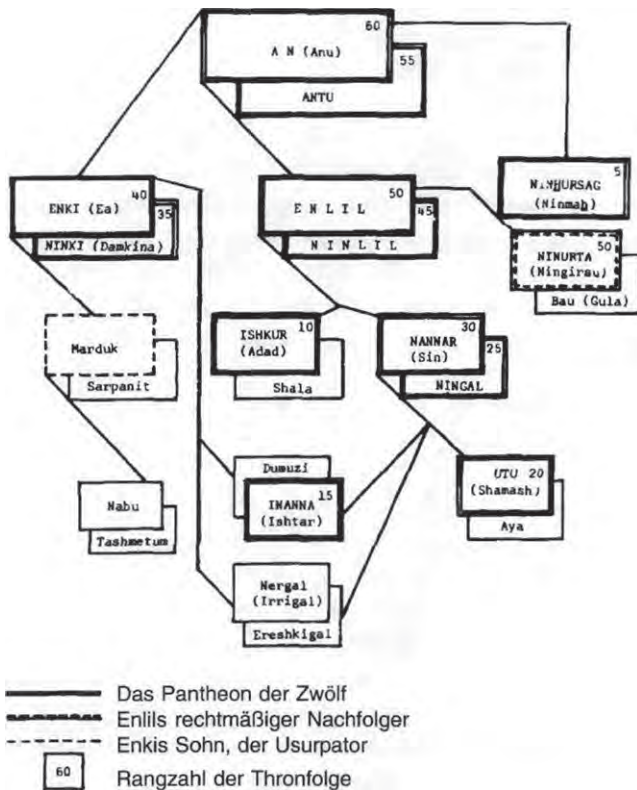 60
A N (Anu)
55
ANTU
40
ENKI (Ea)
35
NINKI (Damkina)
50
E N L I L
45
N I N L I L
5
NINHURSAG
(Ninmah)
50
NINURTA
(Ningirsu)
Bau (Gula)
Marduk
Sarpanit
10
ISHKUR
(Adad)
Shala
30
NANNAR
(Sin)
25
NINGAL
Nabu
Tashmetum
Dumuzi
15
INANNA
(Ishtar)
UTU 20
(Shamash)
Aya
Nergal
(Irrigal)
Ereshkigal
Das Pantheon der Zwölf
Enlils rechtmäßiger Nachfolger
Enkis Sohn, der Usurpator
60 Rangzahl der Thronfolge